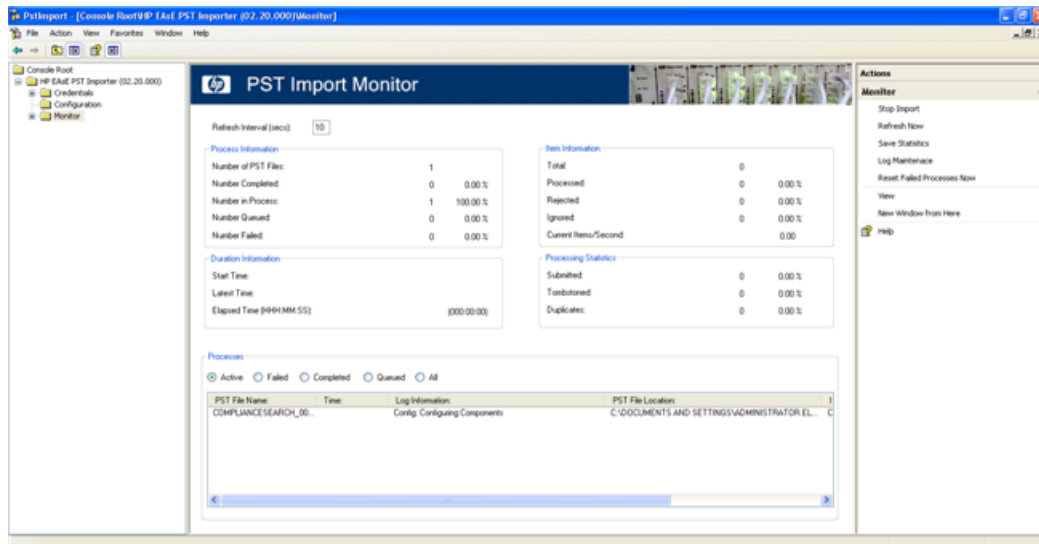 PstImport - [Console Root\HP EAsE PST Importer (02.20.000)\Monitor]
File Action View Favorites Window Help
Console Root
HP EAsE PST Importer (02.20.000)
Credentials
Configuration
Monitor
hp PST Import Monitor
Refresh Interval (secs): 10
Process Information
Number of PST Files: 1
Number Completed: 0 0.00 %
Number in Process: 1 100.00 %
Number Queued: 0 0.00 %
Number Failed: 0 0.00 %
Item Information
Total: 0
Processed: 0 0.00 %
Rejected: 0 0.00 %
Ignored: 0 0.00 %
Current Items/Second: 0.00
Duration Information
Start Time:
Latest Time:
Elapsed Time (HHH:MM:SS): (000:00:00)
Processing Statistics
Submitted: 0 0.00 %
Tombstoned: 0 0.00 %
Duplicates: 0 0.00 %
Processes
Active Failed Completed Queued All
PST File Name: Time: Log Information: PST File Location:
COMPLIANCESEARCH_00... Config: Configuring Components C:\DOCUMENTS AND SETTINGS\ADMINISTRATOR.EL...
Actions
Monitor
Stop Import
Refresh Now
Save Statistics
Log Maintenace
Reset Failed Processes Now
View
New Window from Here
Help